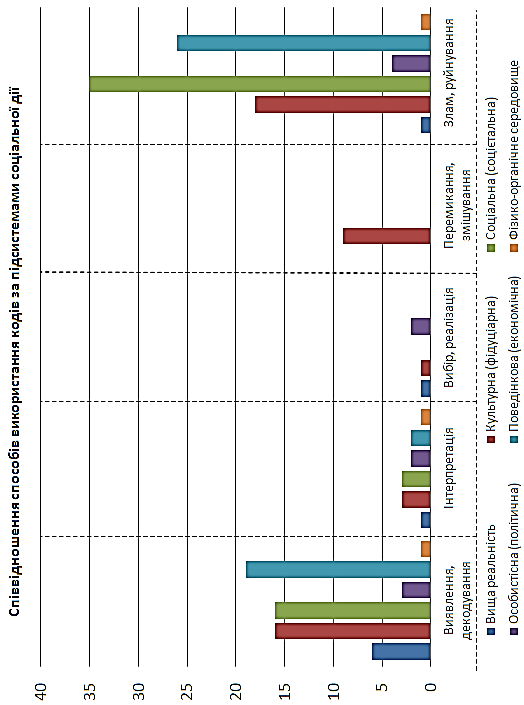 Співвідношення способів використання кодів за підсистемами соціальної дії
40
35
30
25
20
15
10
5
0
Виявлення,
декодування
Інтерпретація
Вибір, реалізація
Перемикання,
змішування
Злам, руйнування
Вища реальність
Культурна (фідуціарна)
Соціальна (соцієтальна)
Особистісна (політична)
Поведінкова (економічна)
Фізико-органічне середовище